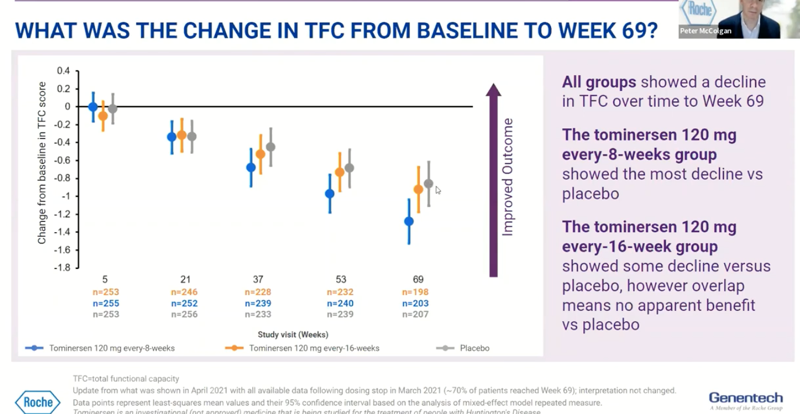 WHAT WAS THE CHANGE IN TFC FROM BASELINE TO WEEK 69?
Roche
Peter McColgan
Change from baseline in TFC score
0.4
0.2
0
-0.2
-0.4
-0.6
-0.8
-1
-1.2
-1.4
-1.6
-1.8
5 21 37 53 69
n=253 n=246 n=228 n=232 n=198
n=255 n=252 n=239 n=240 n=203
n=253 n=256 n=233 n=239 n=207
Study visit (Weeks)
Tominersen 120 mg every-8-weeks Tominersen 120 mg every-16-weeks Placebo
Improved Outcome
All groups showed a decline
in TFC over time to Week 69
The tominersen 120 mg
every-8-weeks group
showed the most decline vs
placebo
The tominersen 120 mg
every-16-week group
showed some decline versus
placebo, however overlap
means no apparent benefit
vs placebo
TFC=total functional capacity
Update from what was shown in April 2021 with all available data following dosing stop in March 2021 (~70% of patients reached Week 69); interpretation not changed.
Data points represent least-squares mean values and their 95% confidence interval based on the analysis of mixed-effect model repeated measure.
Tominersen is an investigational (not approved) medicine that is being studied for the treatment of people with Huntington's Disease.
Roche
Genentech
A Member of the Roche Group